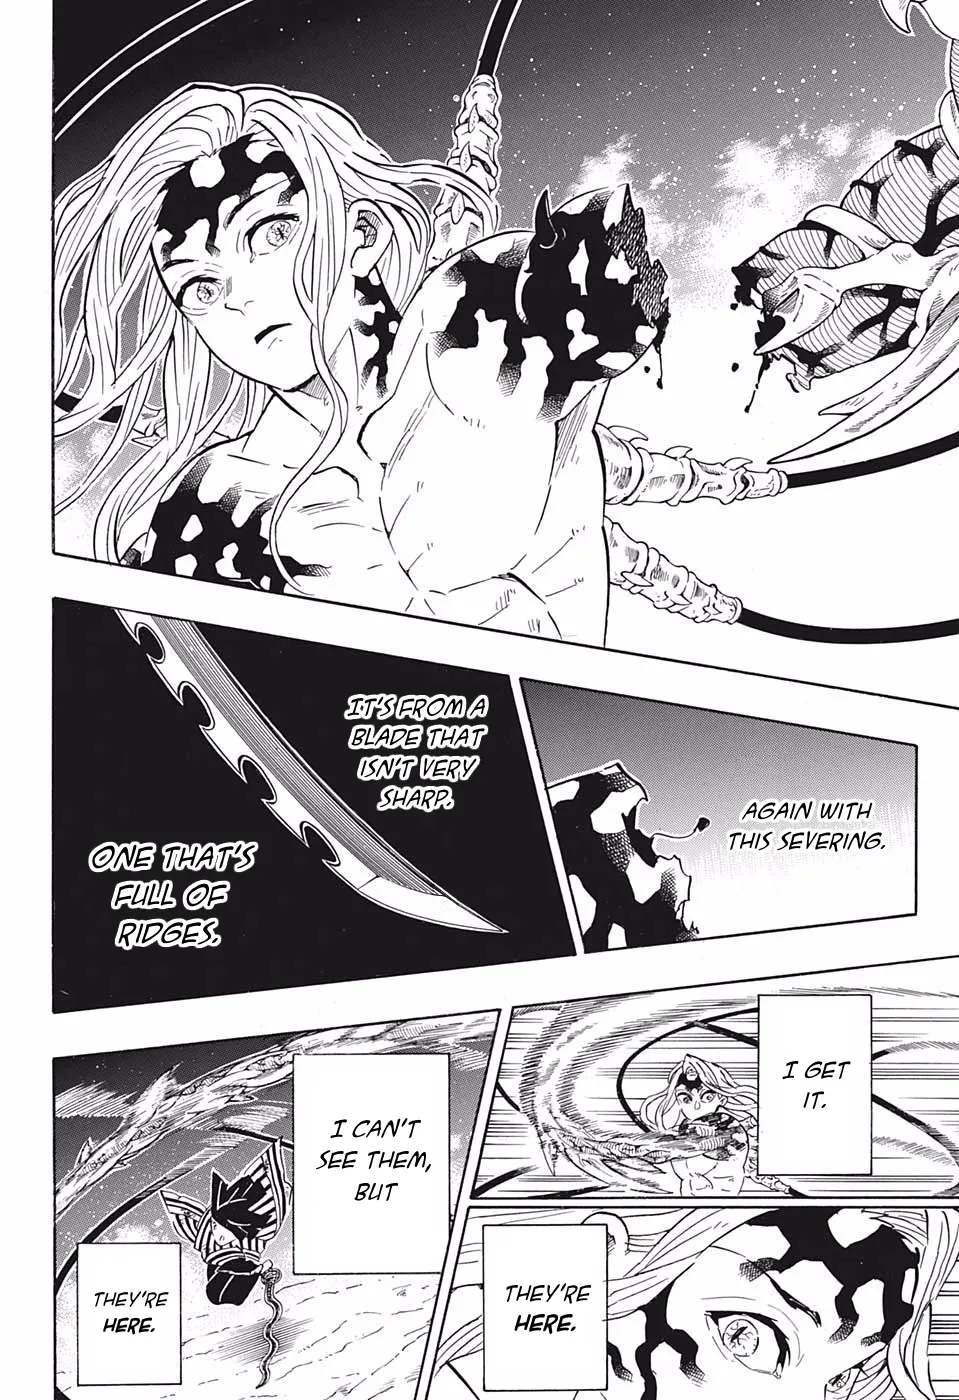 AGAIN WITH
THIS SEVERING.
IT'S FROM A
BLADE THAT
ISN'T VERY
SHARP.
ONE THAT'S
FULL OF
RIDGES.
I GET
IT.
THEY'RE
HERE.
I CAN'T
SEE THEM,
BUT
THEY'RE
HERE.